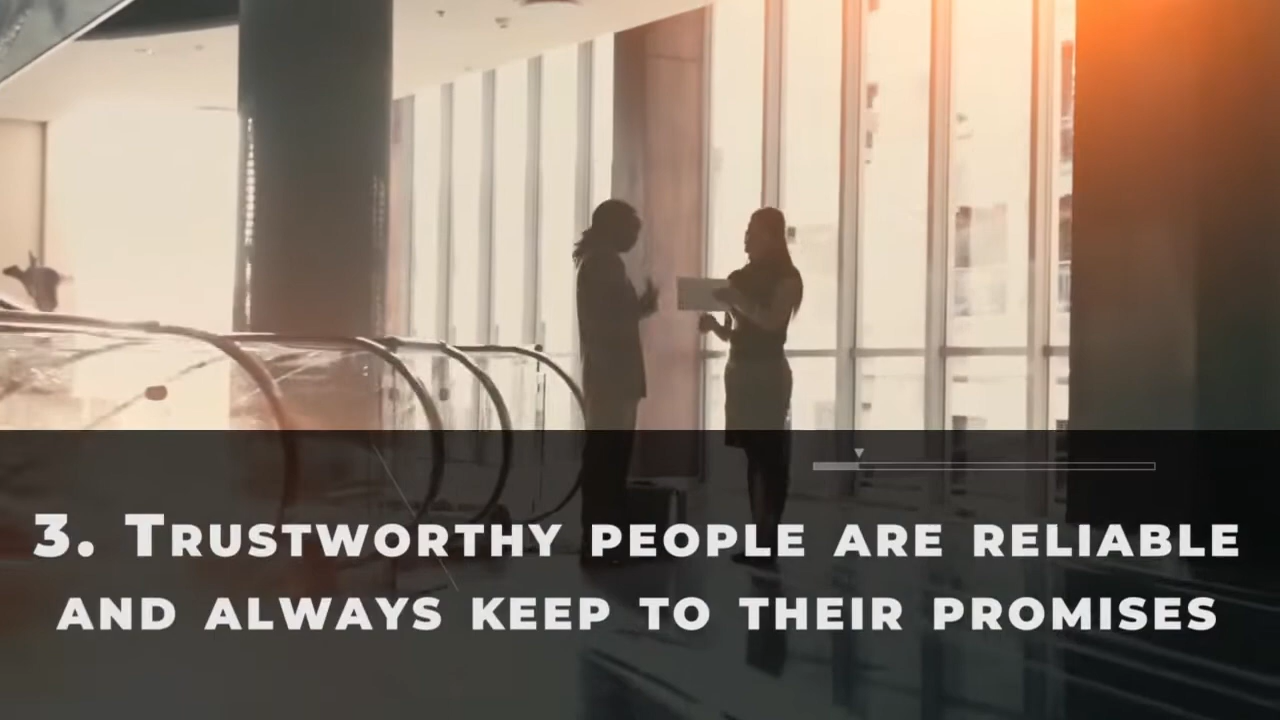 3. Trustworthy people are reliable
and always keep to their promises